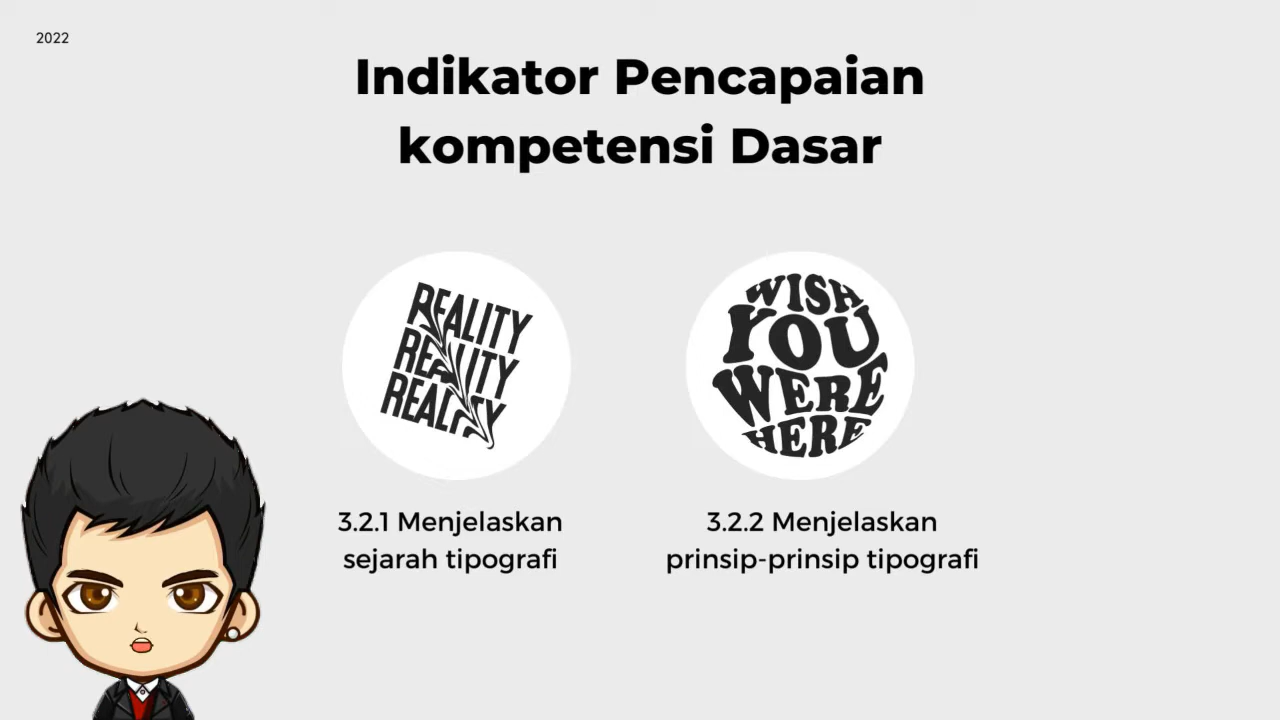 2022
Indikator Pencapaian
kompetensi Dasar
REALITY
REALITY
REALITY
WISH
YOU
WERE
HERE
3.2.1 Menjelaskan
sejarah tipografi
3.2.2 Menjelaskan
prinsip-prinsip tipografi